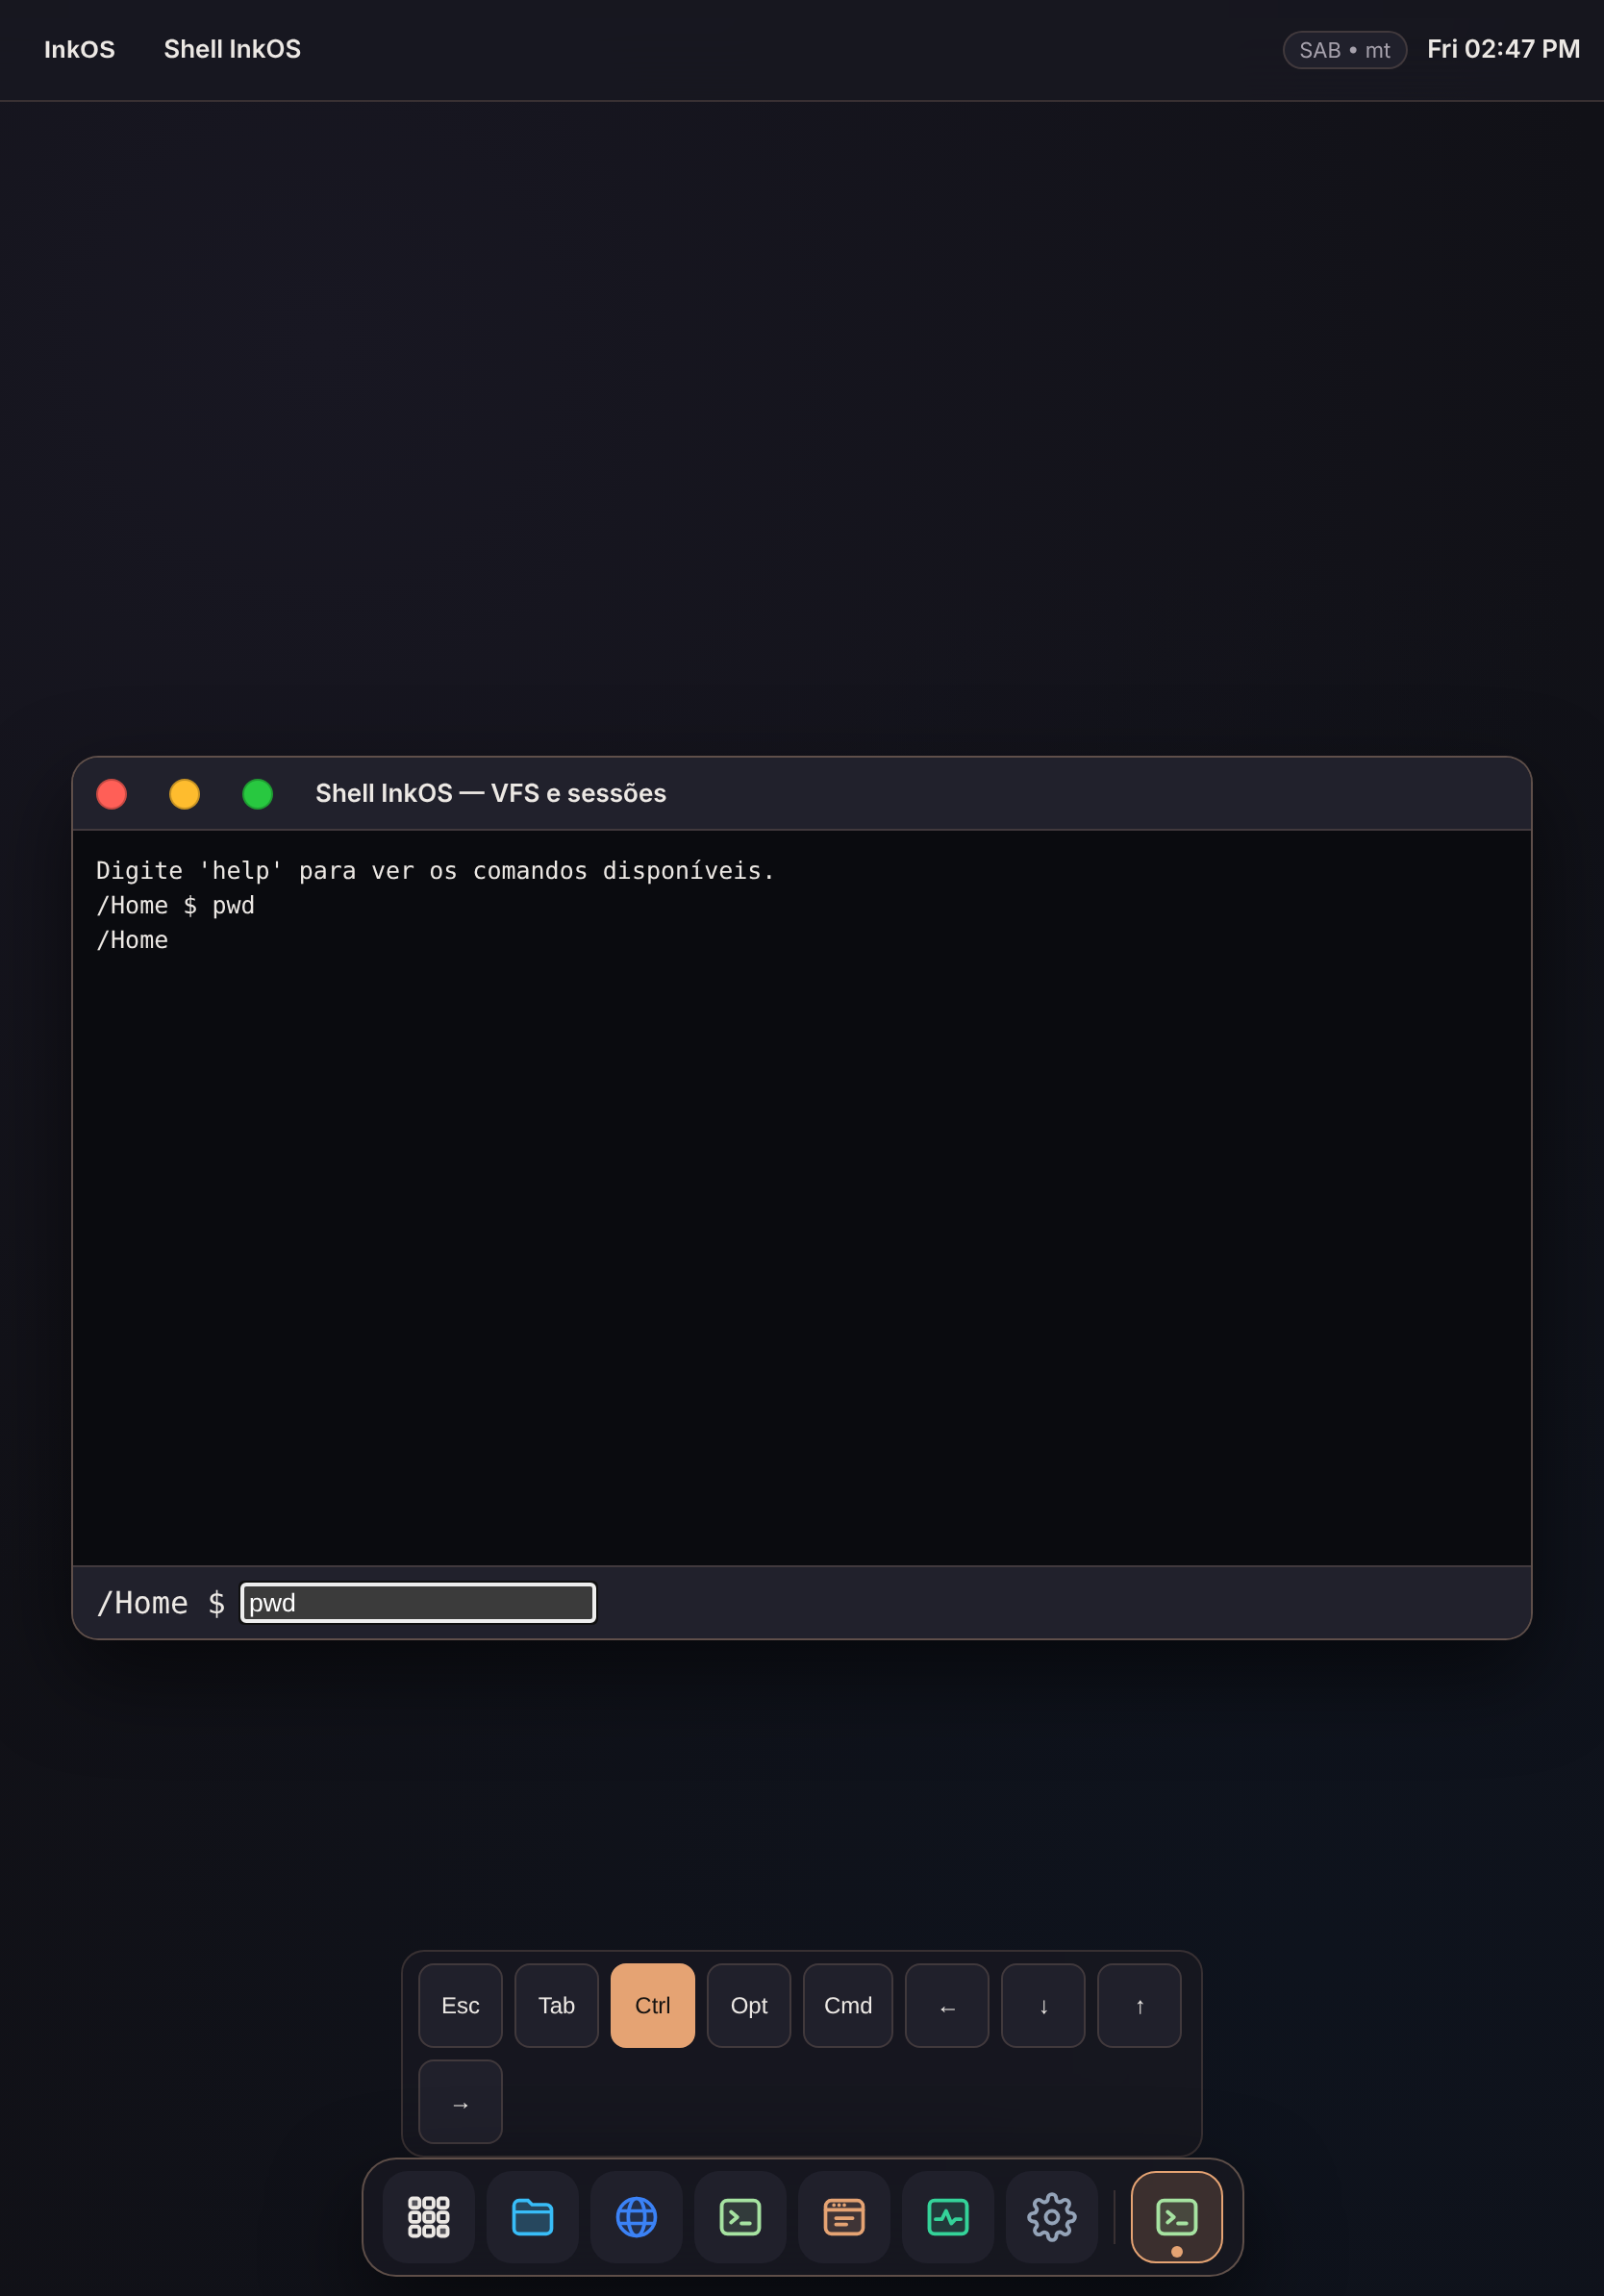 InkOS Shell InkOS SAB • mt Fri 02:47 PM
Shell InkOS — VFS e sessões
Digite 'help' para ver os comandos disponíveis.
/Home $ pwd
/Home
/Home $ pwd
Esc Tab Ctrl Opt Cmd ← ↓ ↑
→